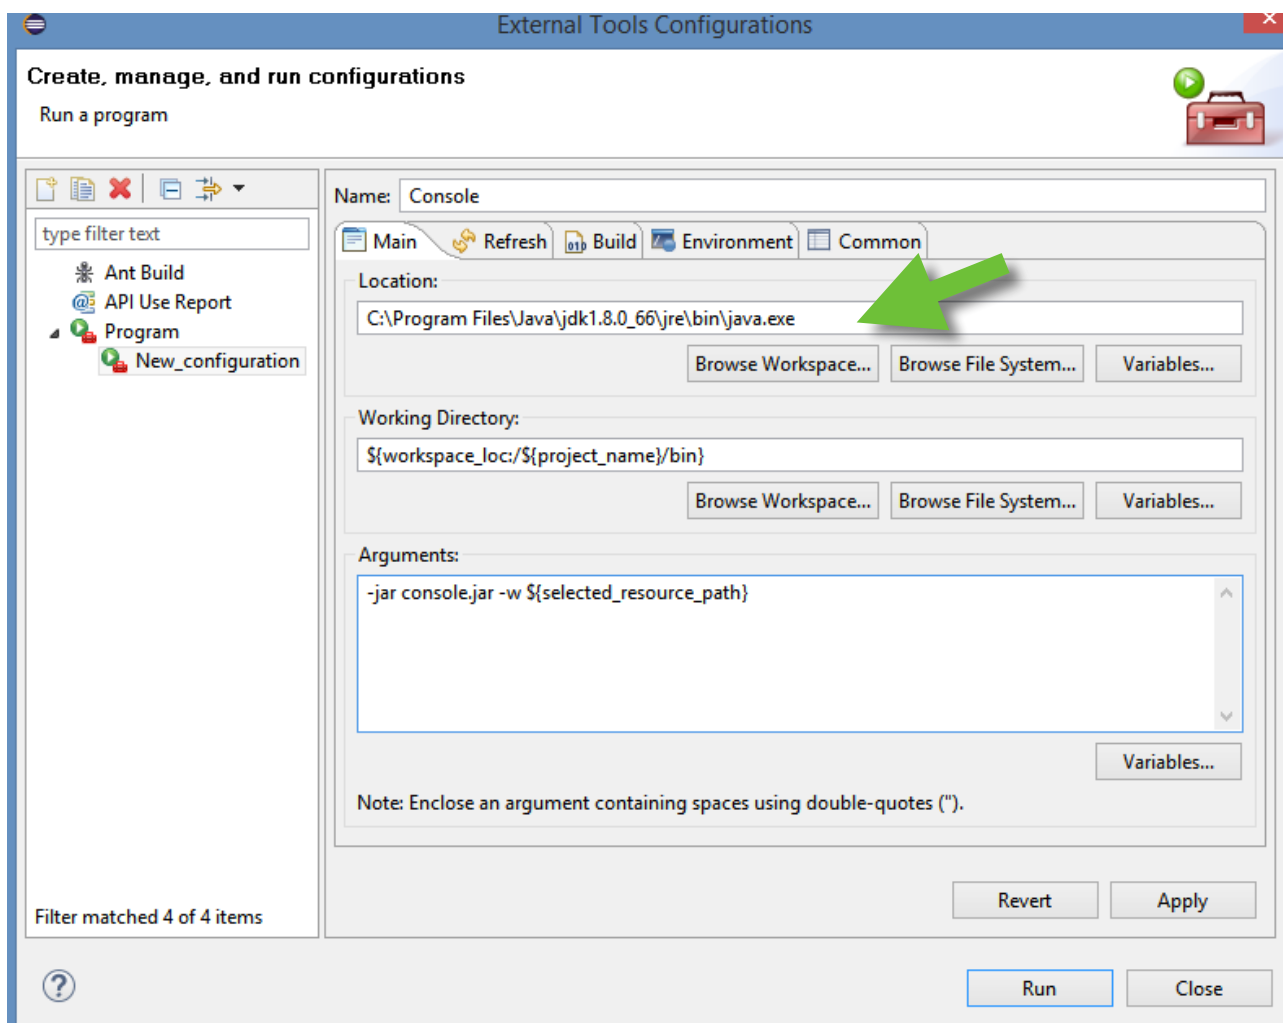 External Tools Configurations
Create, manage, and run configurations
Run a program
type filter text
Ant Build
API Use Report
Program
New_configuration
Filter matched 4 of 4 items
Name: Console
Main Refresh Build Environment Common
Location:
C:\Program Files\Java\jdk1.8.0_66\jre\bin\java.exe
Browse Workspace... Browse File System... Variables...
Working Directory:
${workspace_loc:/${project_name}/bin}
Browse Workspace... Browse File System... Variables...
Arguments:
-jar console.jar -w ${selected_resource_path}
Variables...
Note: Enclose an argument containing spaces using double-quotes (").
Revert Apply
Run Close